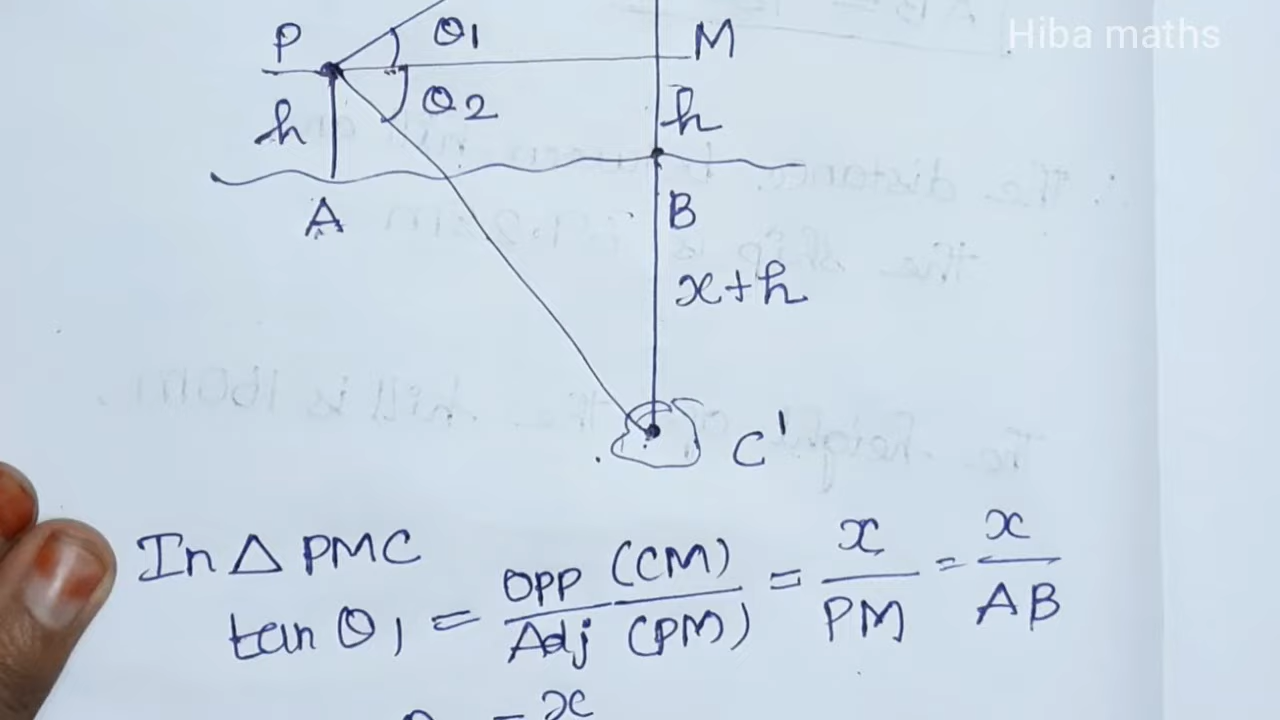 Hiba maths
P θ1 M
h θ2 h
A B
x+h
C'
In Δ PMC
tan θ1 = Opp (CM) / Adj (PM) = x / PM = x / AB
= x